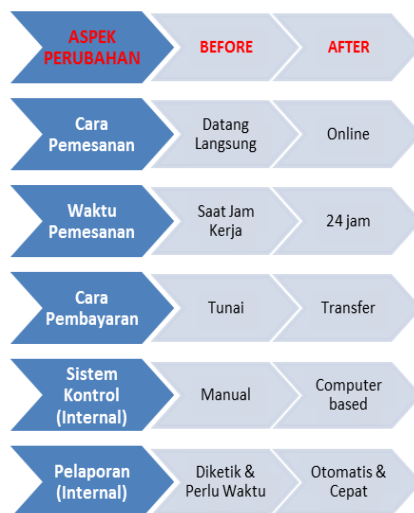 ASPEK
PERUBAHAN
BEFORE
AFTER
Cara
Pemesanan
Datang
Langsung
Online
Waktu
Pemesanan
Saat Jam
Kerja
24 jam
Cara
Pembayaran
Tunai
Transfer
Sistem
Kontrol
(Internal)
Manual
Computer
based
Pelaporan
(Internal)
Diketik &
Perlu Waktu
Otomatis &
Cepat